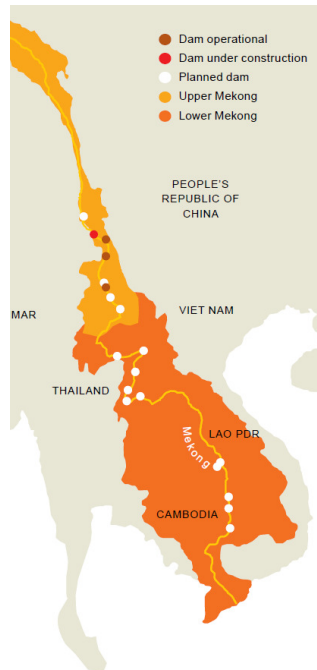 Dam operational
Dam under construction
Planned dam
Upper Mekong
Lower Mekong
PEOPLE'S
REPUBLIC OF
CHINA
MAR
VIET NAM
THAILAND
LAO PDR
Mekong
CAMBODIA